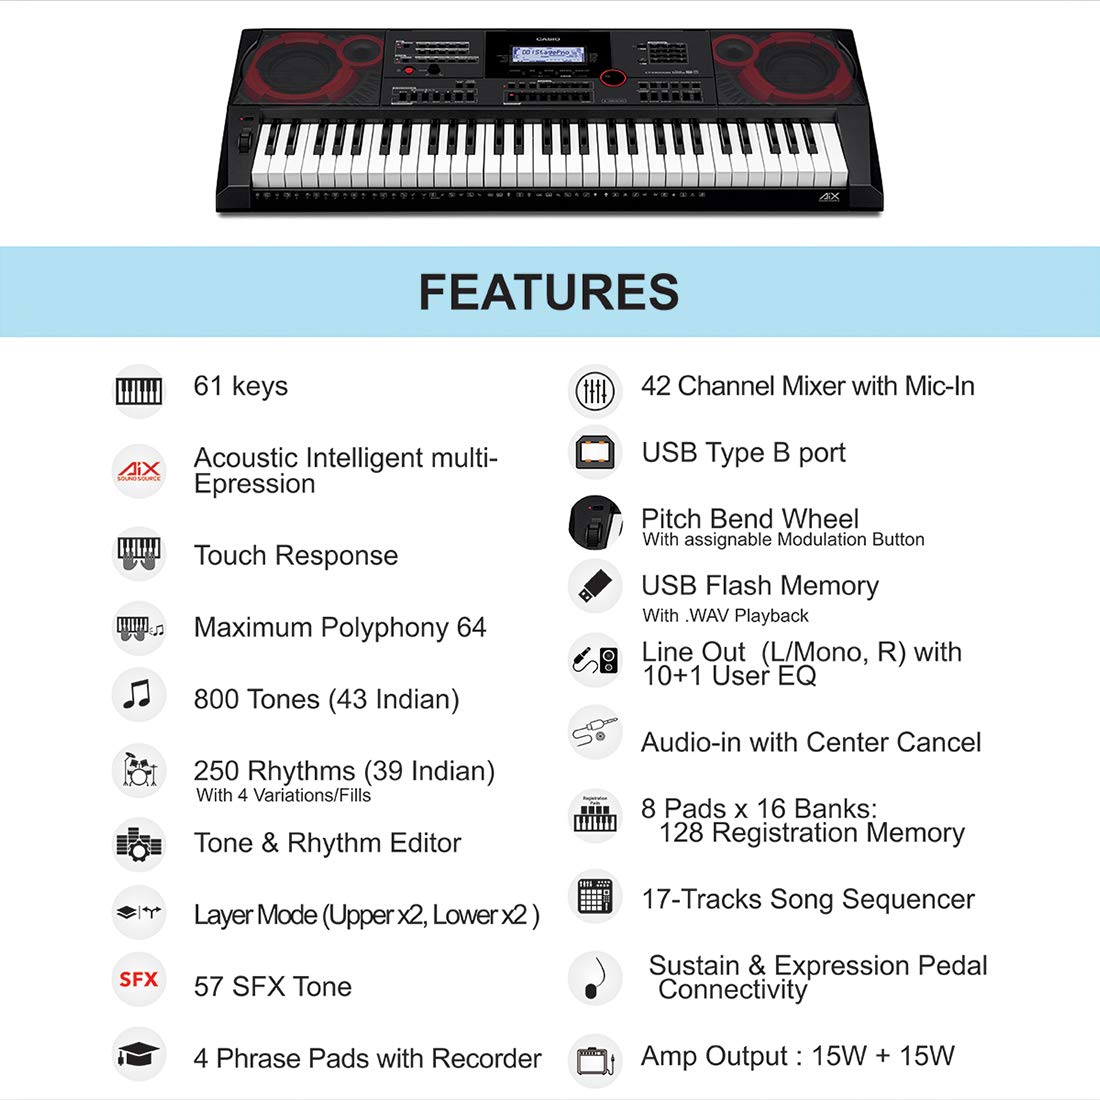 CASIO
001StagePno
AiX
FEATURES
61 keys
AiX
SOUND SOURCE
Acoustic Intelligent multi-
Epression
Touch Response
Maximum Polyphony 64
800 Tones (43 Indian)
250 Rhythms (39 Indian)
With 4 Variations/Fills
Tone & Rhythm Editor
Layer Mode (Upper x2, Lower x2 )
SFX
57 SFX Tone
4 Phrase Pads with Recorder
42 Channel Mixer with Mic-In
USB Type B port
Pitch Bend Wheel
With assignable Modulation Button
USB Flash Memory
With .WAV Playback
Line Out (L/Mono, R) with
10+1 User EQ
Audio-in with Center Cancel
Registration
Pads
8 Pads x 16 Banks:
128 Registration Memory
17-Tracks Song Sequencer
Sustain & Expression Pedal
Connectivity
Amp Output : 15W + 15W